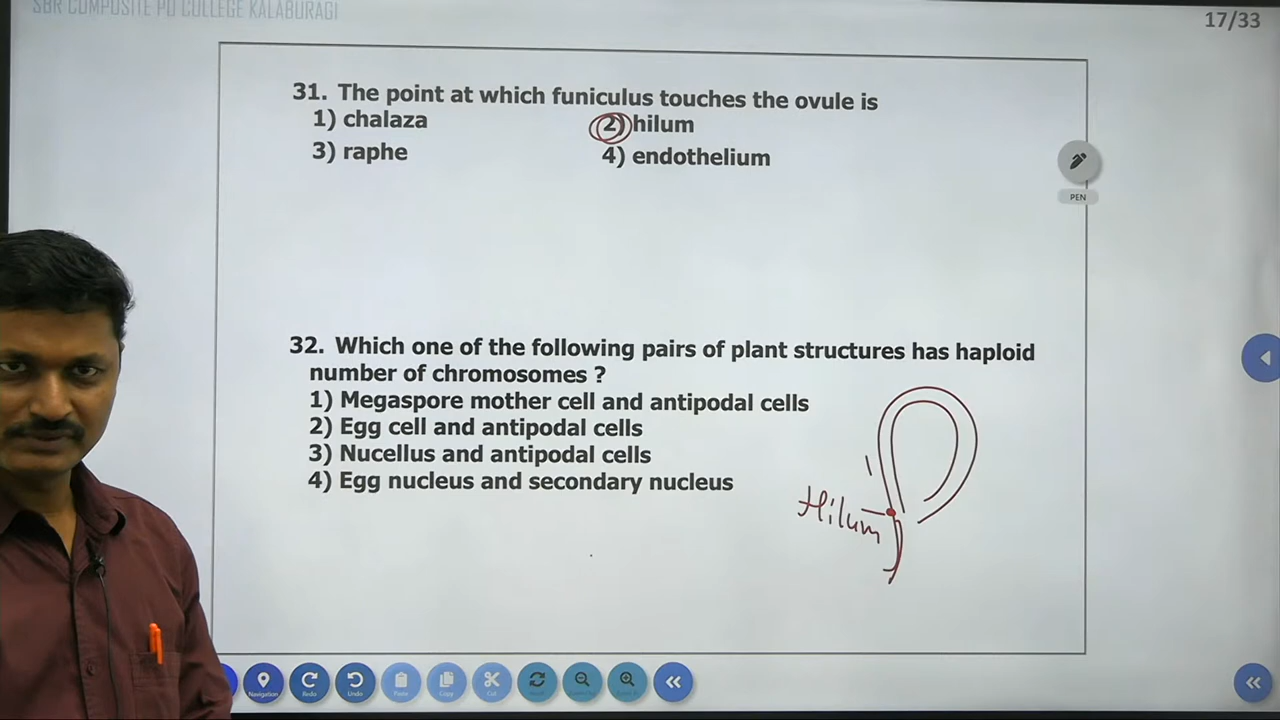 SBR COMPOSITE PU COLLEGE KALABURAGI
17/33
31. The point at which funiculus touches the ovule is
1) chalaza 2) hilum
3) raphe 4) endothelium
PEN
32. Which one of the following pairs of plant structures has haploid
number of chromosomes ?
1) Megaspore mother cell and antipodal cells
2) Egg cell and antipodal cells
3) Nucellus and antipodal cells
4) Egg nucleus and secondary nucleus
Hilum
Navigation Redo Undo Paste Copy Cut